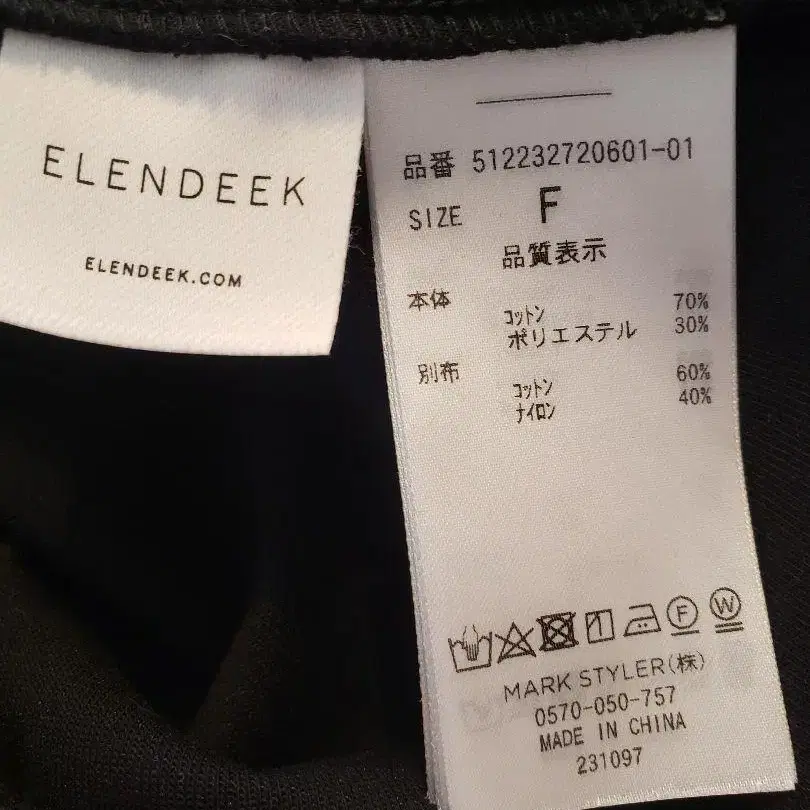 ELENDEEK
ELENDEEK.COM
品番 512232720601-01
SIZE F
品質表示
本体
コットン 70%
ポリエステル 30%
別布
コットン 60%
ナイロン 40%
F W
MARK STYLER(株)
0570-050-757
MADE IN CHINA
231097